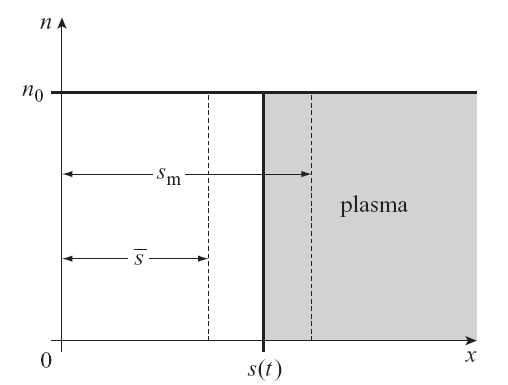 n
n₀
sₘ
plasma
s̅
0
s(t)
x